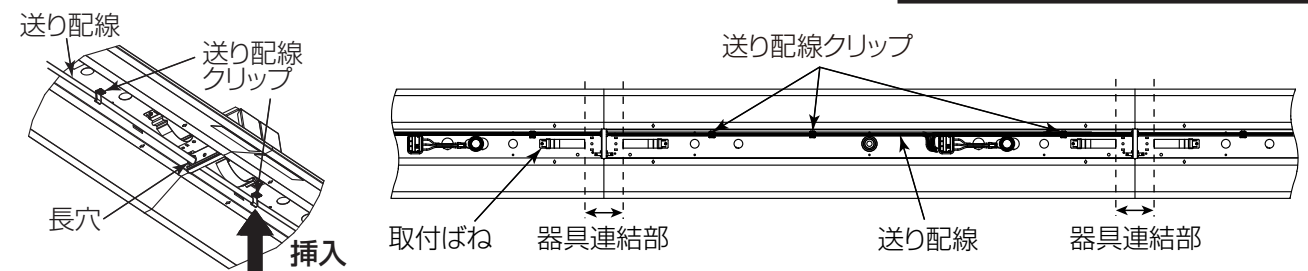 送り配線
送り配線
クリップ
長穴
挿入
送り配線クリップ
取付ばね
器具連結部
送り配線
器具連結部